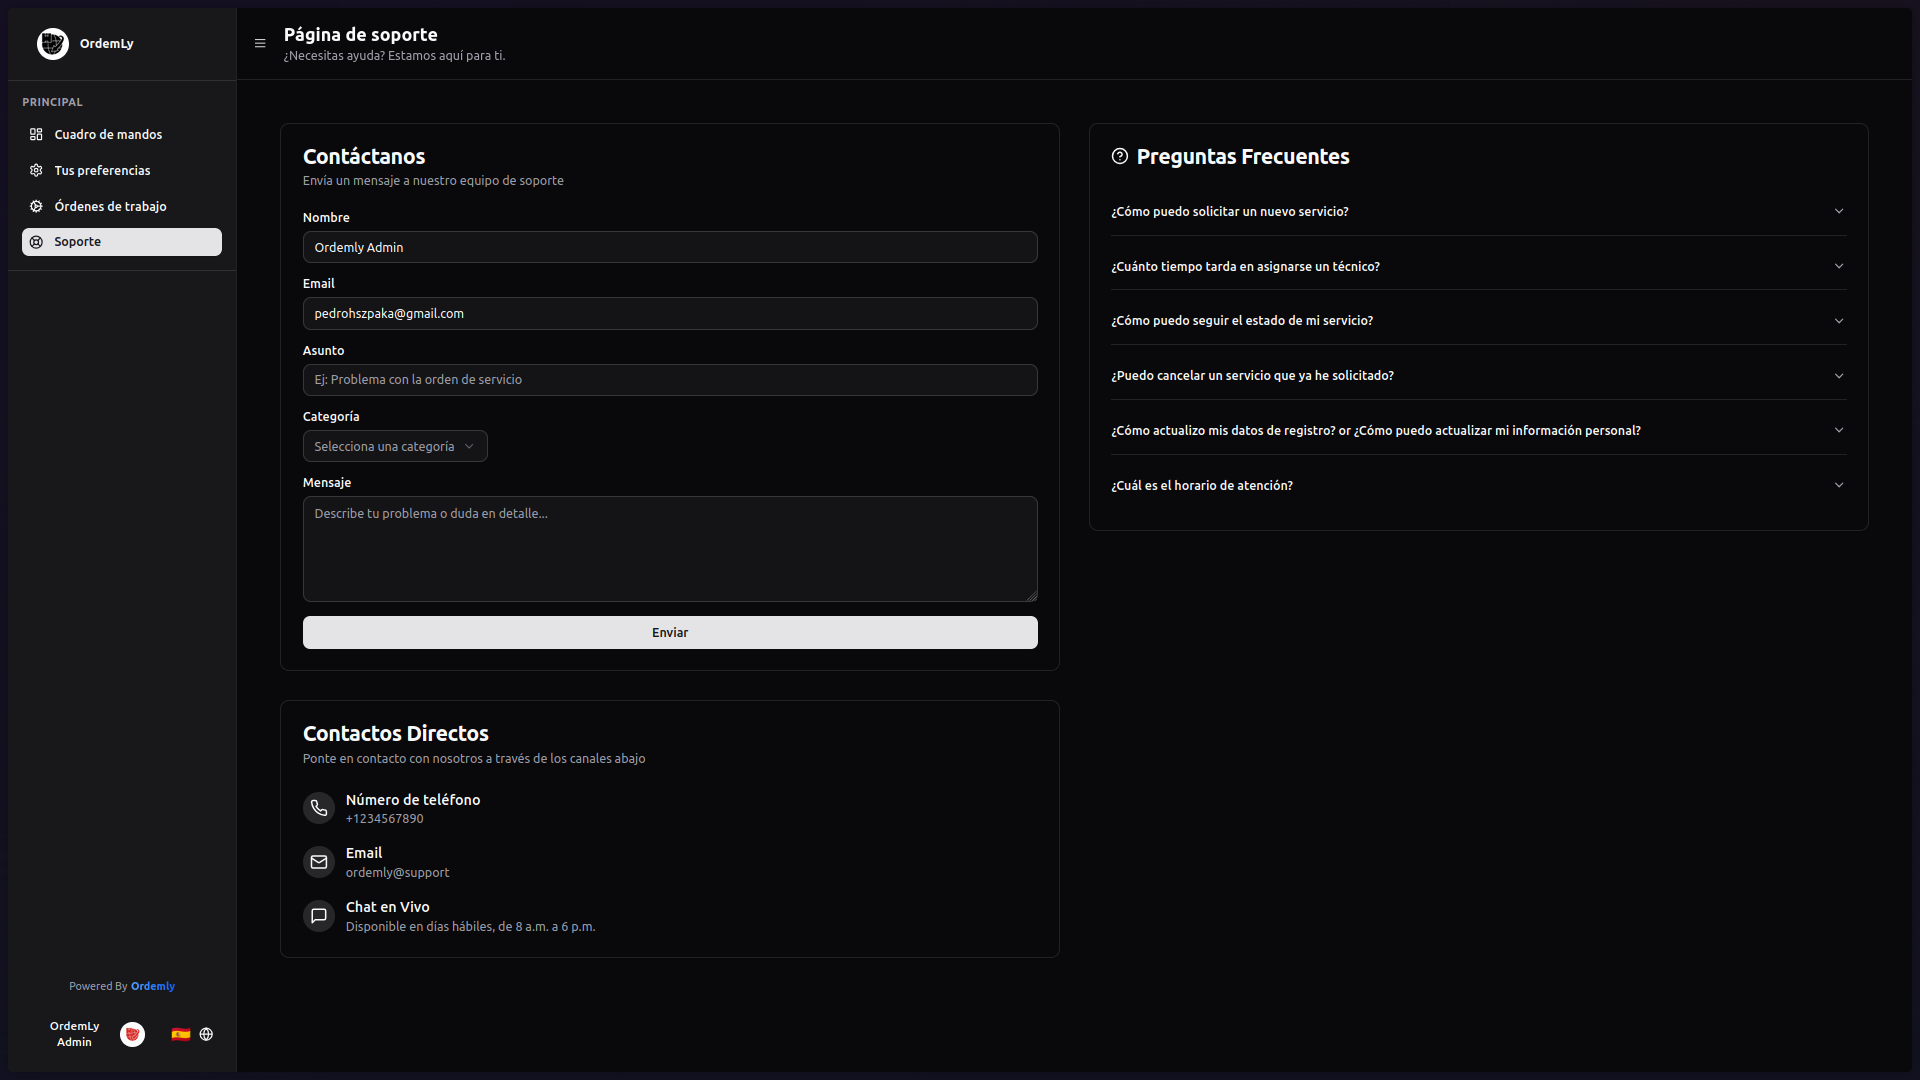 OrdemLy
PRINCIPAL
Cuadro de mandos
Tus preferencias
Órdenes de trabajo
Soporte
Powered By Ordemly
OrdemLy
Admin
Página de soporte
¿Necesitas ayuda? Estamos aquí para ti.
Contáctanos
Envía un mensaje a nuestro equipo de soporte
Nombre
Ordemly Admin
Email
pedrohszpaka@gmail.com
Asunto
Ej: Problema con la orden de servicio
Categoría
Selecciona una categoría
Mensaje
Describe tu problema o duda en detalle...
Enviar
Contactos Directos
Ponte en contacto con nosotros a través de los canales abajo
Número de teléfono
+1234567890
Email
ordemly@support
Chat en Vivo
Disponible en días hábiles, de 8 a.m. a 6 p.m.
Preguntas Frecuentes
¿Cómo puedo solicitar un nuevo servicio?
¿Cuánto tiempo tarda en asignarse un técnico?
¿Cómo puedo seguir el estado de mi servicio?
¿Puedo cancelar un servicio que ya he solicitado?
¿Cómo actualizo mis datos de registro? or ¿Cómo puedo actualizar mi información personal?
¿Cuál es el horario de atención?